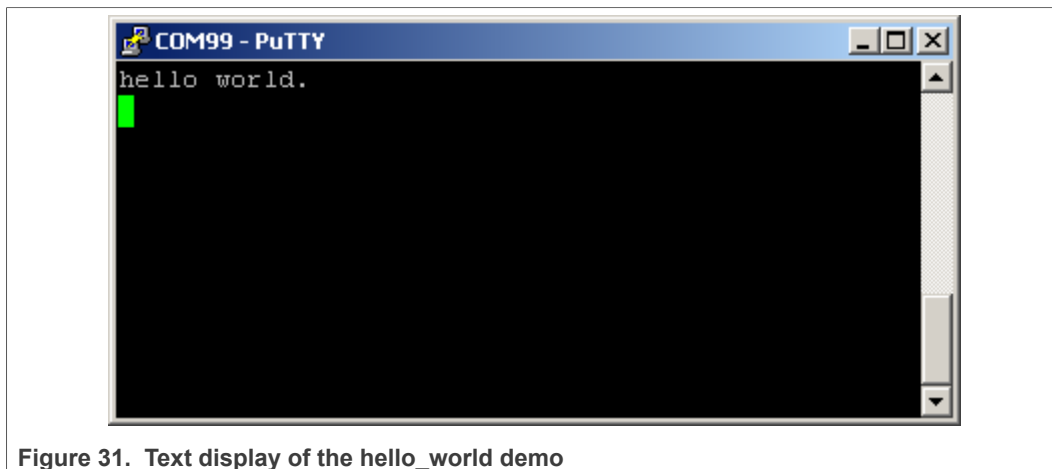 COM99 - PuTTY
hello world.
Figure 31. Text display of the hello_world demo